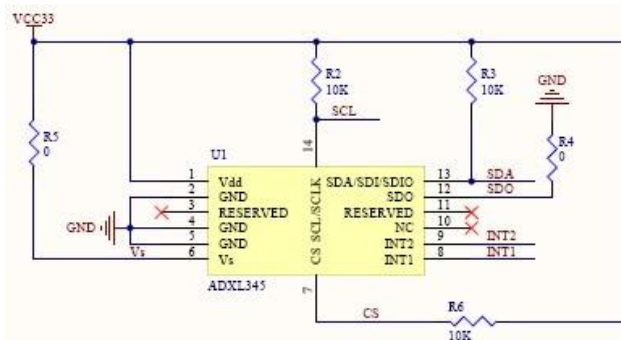 VCC33
R2
10K
R3
10K
GND
SCL
R5
0
R4
0
U1
14
1 Vdd SDA/SDI/SDIO 13 SDA
2 GND SDO 12 SDO
3 RESERVED RESERVED 11
GND 4 GND NC 10
5 GND INT2 9 INT2
Vs 6 Vs INT1 8 INT1
CS SCL/SCLK
ADXL345
7
CS
R6
10K